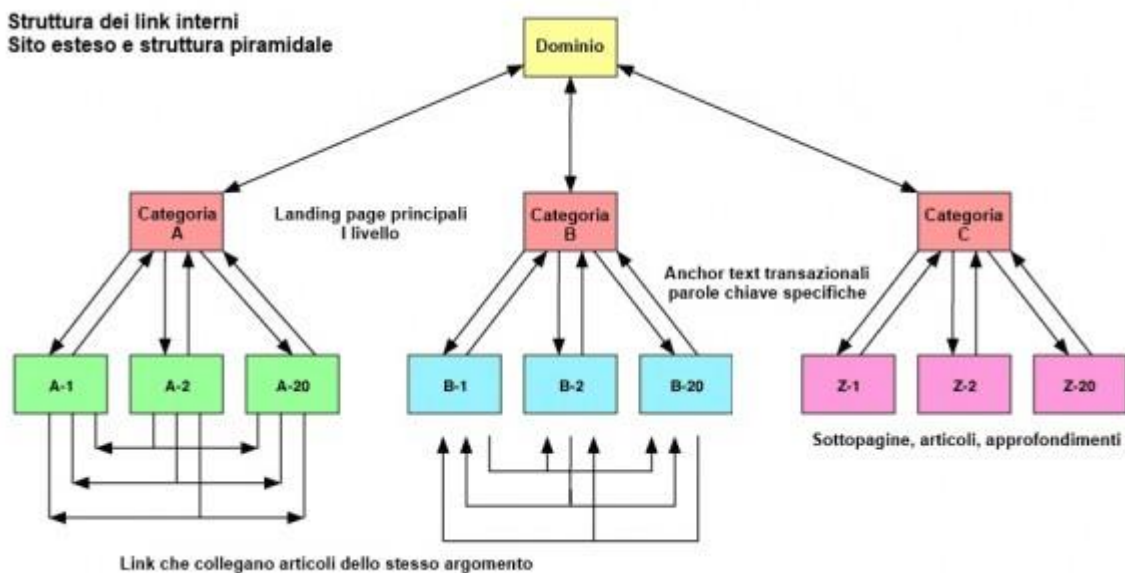 Struttura dei link interni
Sito esteso e struttura piramidale
Dominio
Categoria
A
Landing page principali
I livello
Categoria
B
Categoria
C
Anchor text transazionali
parole chiave specifiche
A-1
A-2
A-20
B-1
B-2
B-20
Z-1
Z-2
Z-20
Sottopagine, articoli, approfondimenti
Link che collegano articoli dello stesso argomento